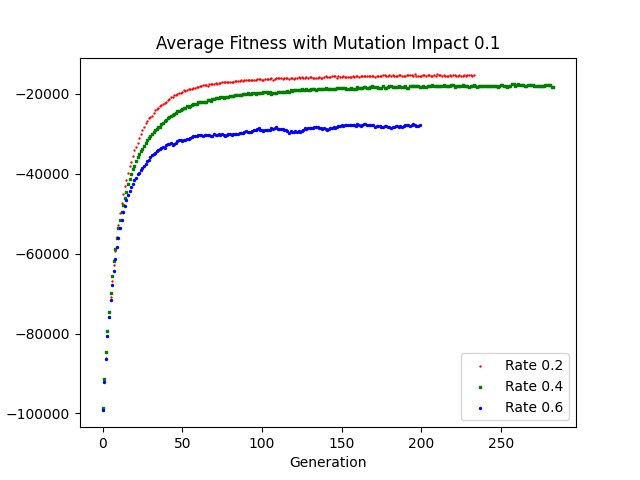 Average Fitness with Mutation Impact 0.1
−20000
−40000
−60000
−80000
−100000
0 50 100 150 200 250
Generation
Rate 0.2
Rate 0.4
Rate 0.6